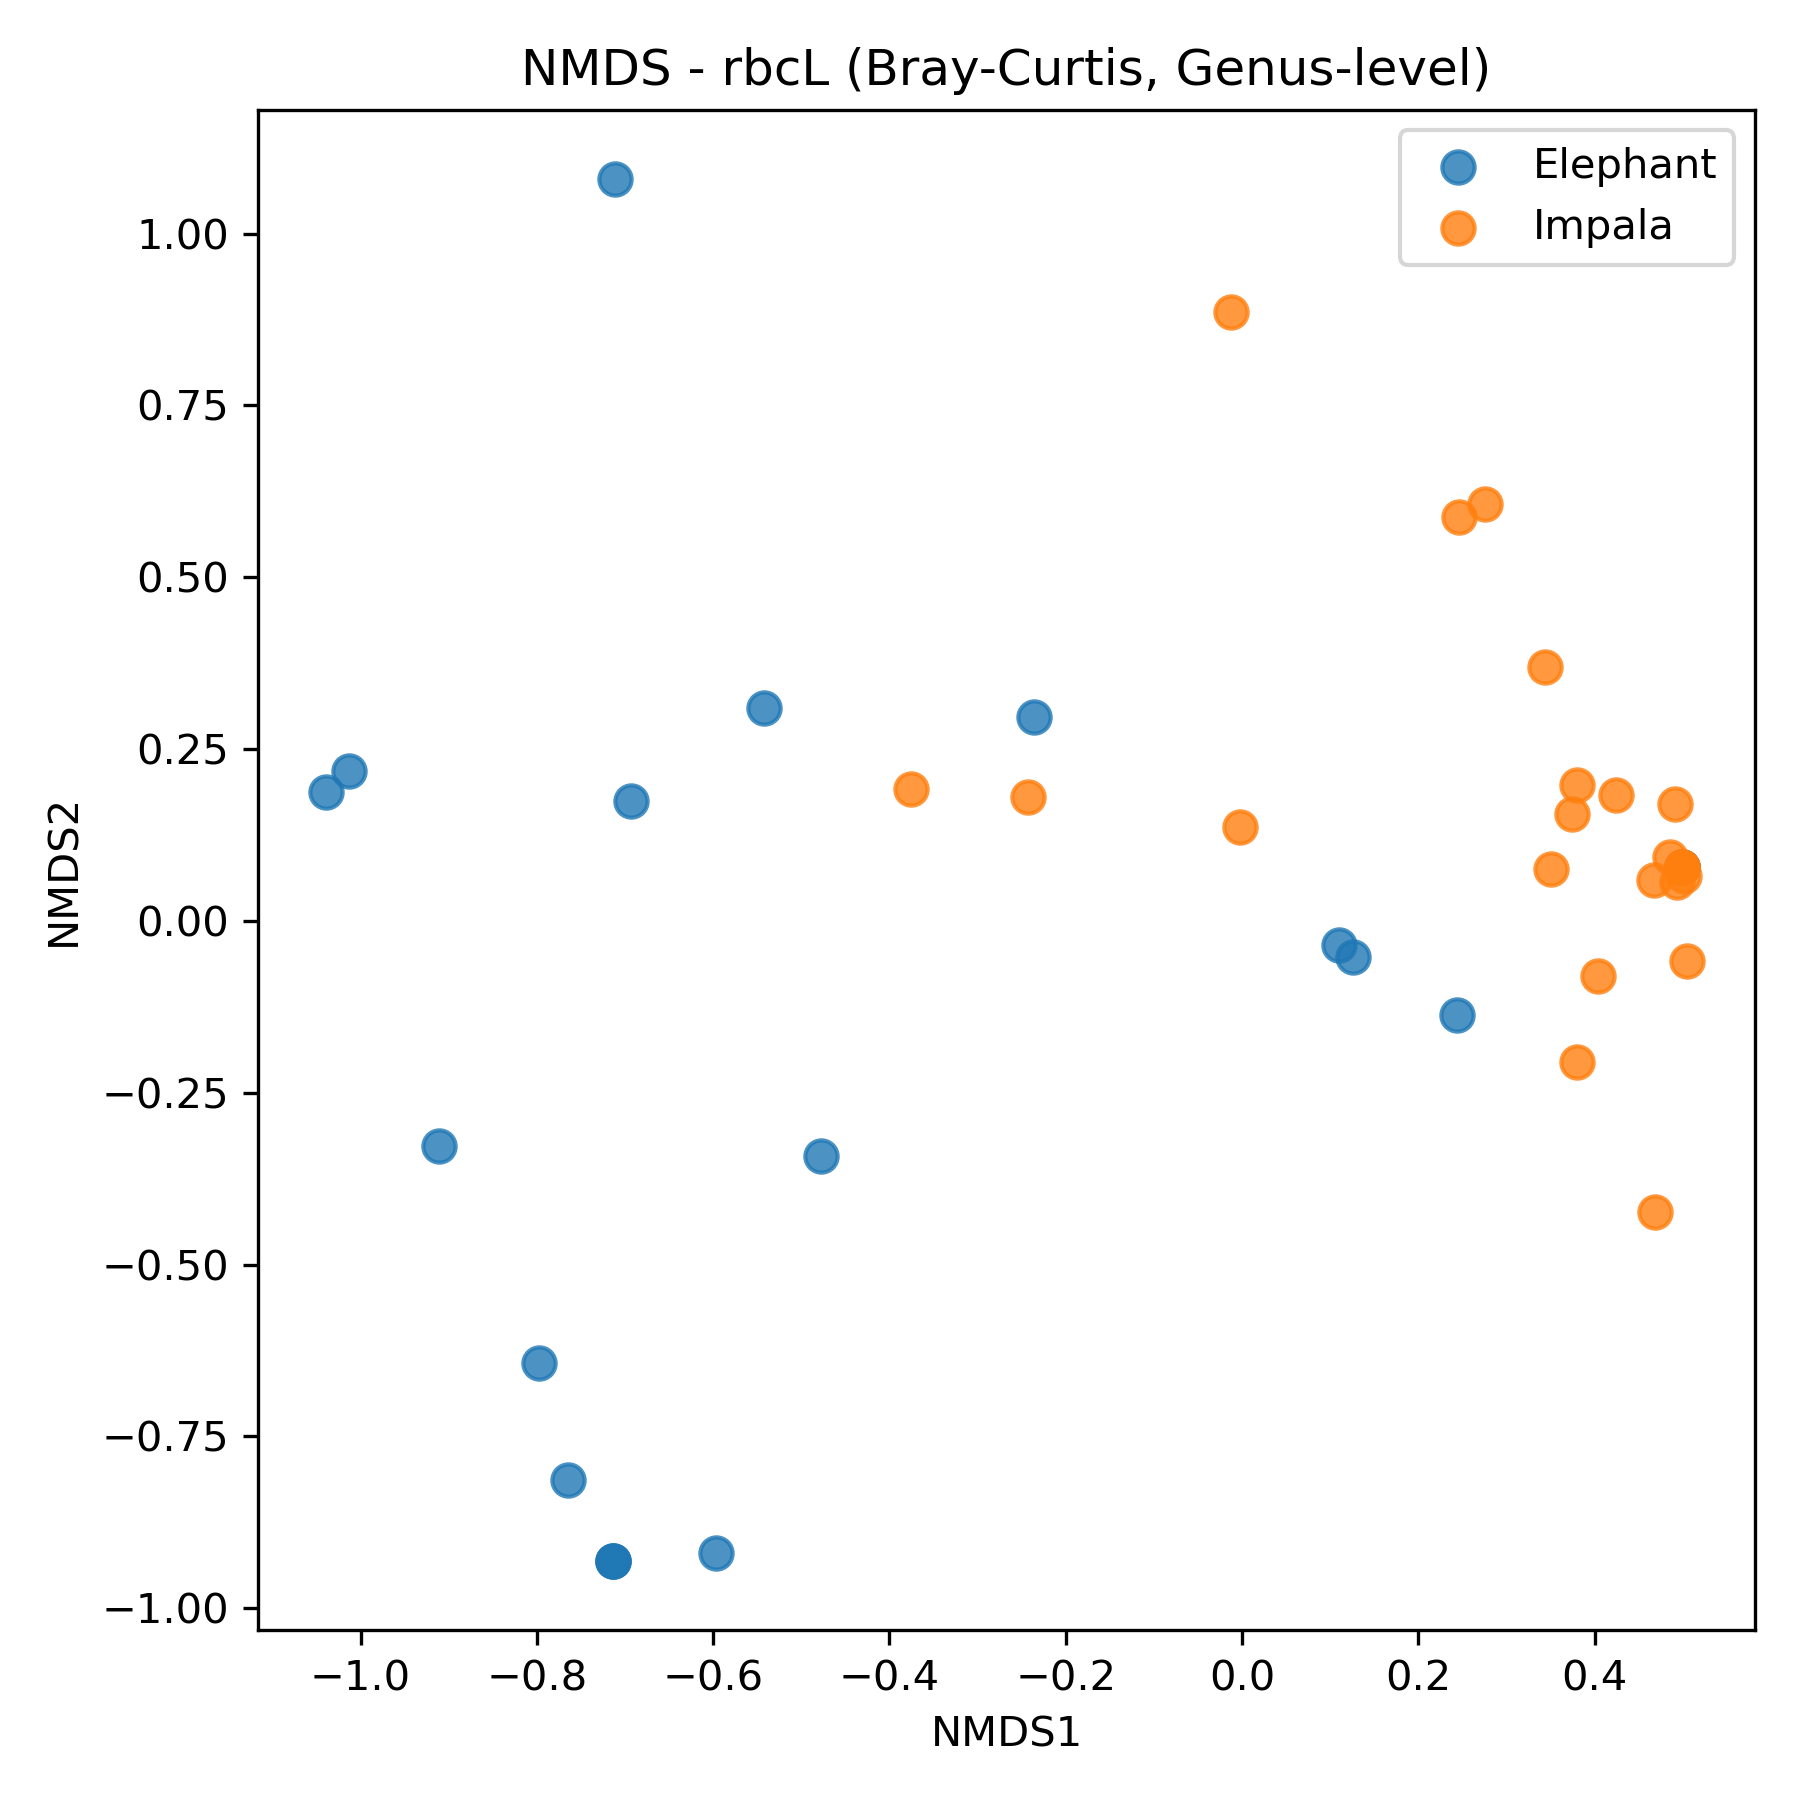 NMDS - rbcL (Bray-Curtis, Genus-level)
Elephant
Impala
1.00
0.75
0.50
0.25
0.00
−0.25
−0.50
−0.75
−1.00
NMDS2
−1.0 −0.8 −0.6 −0.4 −0.2 0.0 0.2 0.4
NMDS1